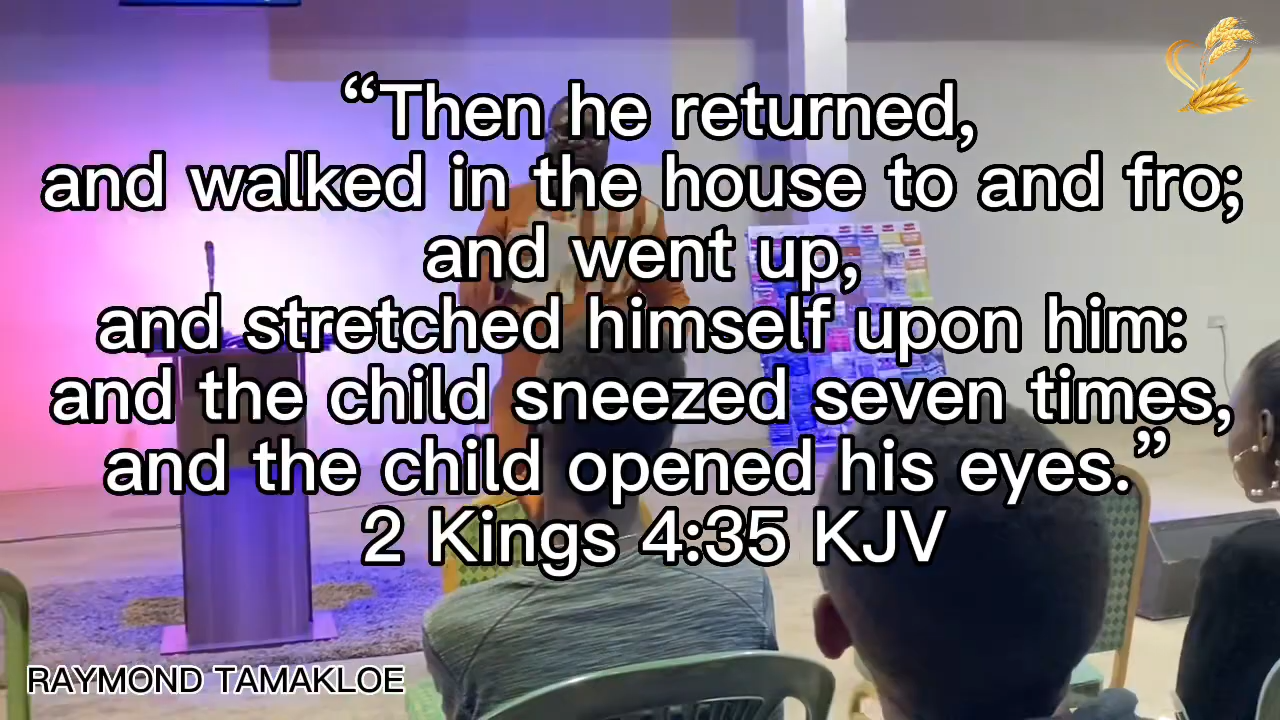 “Then he returned,
and walked in the house to and fro;
and went up,
and stretched himself upon him:
and the child sneezed seven times,
and the child opened his eyes.”
2 Kings 4:35 KJV
RAYMOND TAMAKLOE